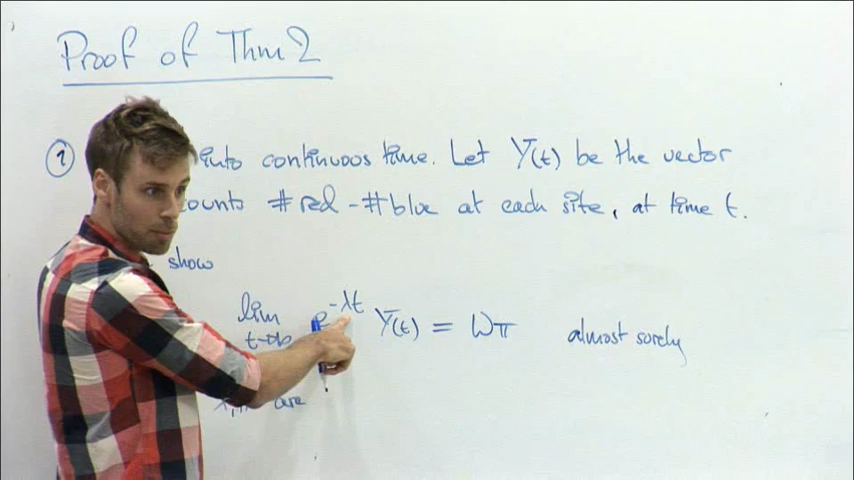 Proof of Thm 2
① into continuous time. Let Y(t) be the vector
counts #red - #blue at each site, at time t.
show
lim t→∞ e^{-λt} Y(t) = Wπ almost surely
are